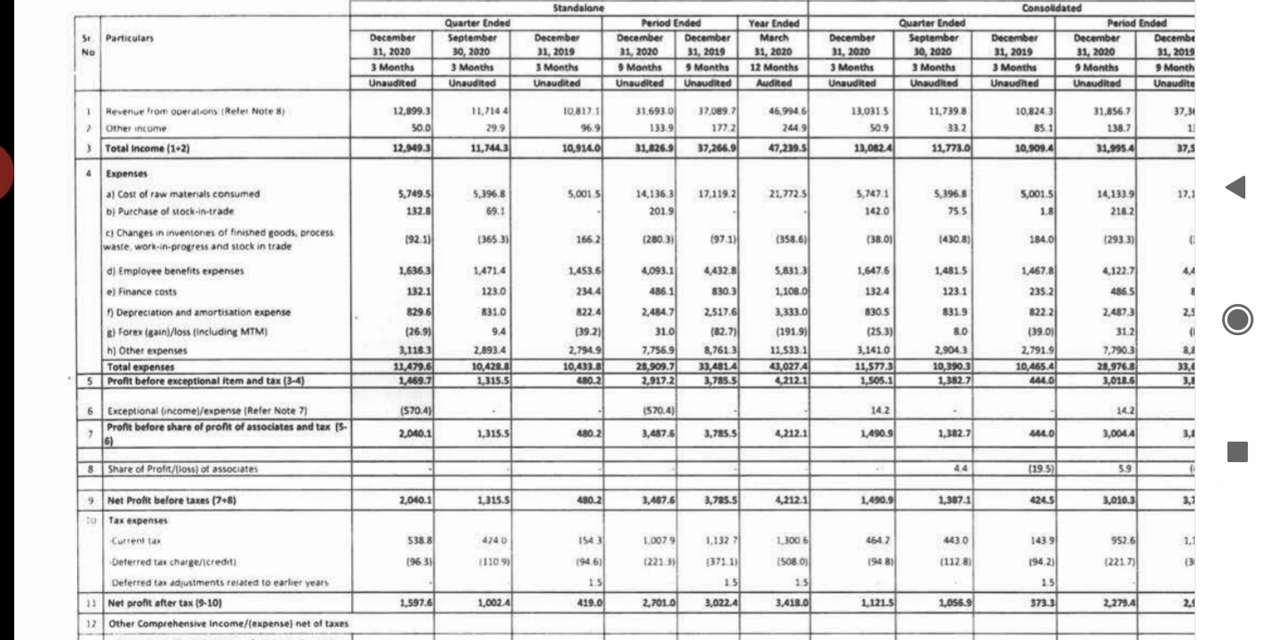 Standalone Consolidated
Quarter Ended Period Ended Year Ended Quarter Ended Period Ended
Sr. No Particulars December 31, 2020 September 30, 2020 December 31, 2019 December 31, 2020 December 31, 2019 March 31, 2020 December 31, 2020 September 30, 2020 December 31, 2019 December 31, 2020 December 31, 2019
3 Months 3 Months 3 Months 9 Months 9 Months 12 Months 3 Months 3 Months 3 Months 9 Months 9 Month
Unaudited Unaudited Unaudited Unaudited Unaudited Audited Unaudited Unaudited Unaudited Unaudited Unaudite
1 Revenue from operations (Refer Note 8) 12,899.3 11,714.4 10,817.1 31,693.0 37,089.7 46,994.6 13,031.5 11,739.8 10,824.3 31,856.7
2 Other income 50.0 29.9 96.9 133.9 177.2 244.9 50.9 33.2 85.1 138.7
3 Total Income (1+2) 12,949.3 11,744.3 10,914.0 31,826.9 37,266.9 47,239.5 13,082.4 11,773.0 10,909.4 31,995.4 37,5
4 Expenses
a) Cost of raw materials consumed 5,749.5 5,396.8 5,001.5 14,136.3 17,119.2 21,772.5 5,747.1 5,396.8 5,001.5 14,133.9 17,1
b) Purchase of stock-in-trade 132.8 69.1 - 201.9 - - 142.0 75.5 1.8 218.2
c) Changes in inventories of finished goods, process
waste, work-in-progress and stock in trade (92.1) (365.3) 166.2 (280.3) (97.1) (358.6) (38.0) (430.8) 184.0 (293.3)
d) Employee benefits expenses 1,636.3 1,471.4 1,453.6 4,093.1 4,432.8 5,831.3 1,647.6 1,481.5 1,467.8 4,122.7 4,4
e) Finance costs 132.1 123.0 234.4 486.1 830.3 1,108.0 132.4 123.1 235.2 486.5
f) Depreciation and amortisation expense 829.6 831.0 822.4 2,484.7 2,517.6 3,333.0 830.5 831.9 822.2 2,487.3 2,5
g) Forex (gain)/loss (including MTM) (26.9) 9.4 (39.2) 31.0 (82.7) (191.9) (25.3) 8.0 (39.0) 31.2
h) Other expenses 3,118.3 2,893.4 2,794.9 7,756.9 8,761.3 11,533.1 3,141.0 2,904.3 2,791.9 7,790.3 8,8
Total expenses 11,479.6 10,428.8 10,433.8 28,909.7 33,481.4 43,027.4 11,577.3 10,390.3 10,465.4 28,976.8 33,6
5 Profit before exceptional item and tax (3-4) 1,469.7 1,315.5 480.2 2,917.2 3,785.5 4,212.1 1,505.1 1,382.7 444.0 3,018.6 3,8
6 Exceptional (income)/expense (Refer Note 7) (570.4) - - (570.4) - - 14.2 - - 14.2
7 Profit before share of profit of associates and tax (5-
6) 2,040.1 1,315.5 480.2 3,487.6 3,785.5 4,212.1 1,490.9 1,382.7 444.0 3,004.4 3,8
8 Share of Profit/(loss) of associates - - - - - - - 4.4 (19.5) 5.9
9 Net Profit before taxes (7+8) 2,040.1 1,315.5 480.2 3,487.6 3,785.5 4,212.1 1,490.9 1,387.1 424.5 3,010.3 3,7
10 Tax expenses
-Current tax 538.8 424.0 154.3 1,007.9 1,132.7 1,300.6 464.2 443.0 143.9 952.6 1,1
-Deferred tax charge/(credit) (96.3) (110.9) (94.6) (221.3) (371.1) (508.0) (94.8) (112.8) (94.2) (221.7)
Deferred tax adjustments related to earlier years - - 1.5 - 1.5 1.5 - - 1.5 -
11 Net profit after tax (9-10) 1,597.6 1,002.4 419.0 2,701.0 3,022.4 3,418.0 1,121.5 1,056.9 373.3 2,279.4 2,9
12 Other Comprehensive Income/(expense) net of taxes